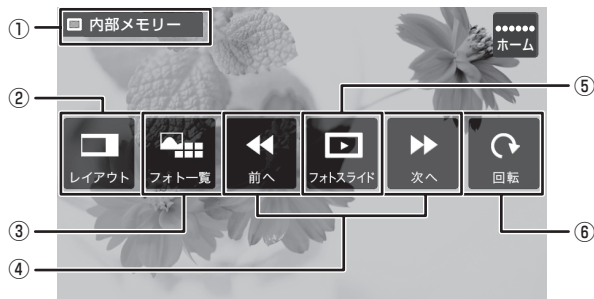 ① 内部メモリー
ホーム
② ⑤
レイアウト フォト一覧 前へ フォトスライド 次へ 回転
③ ⑥
④